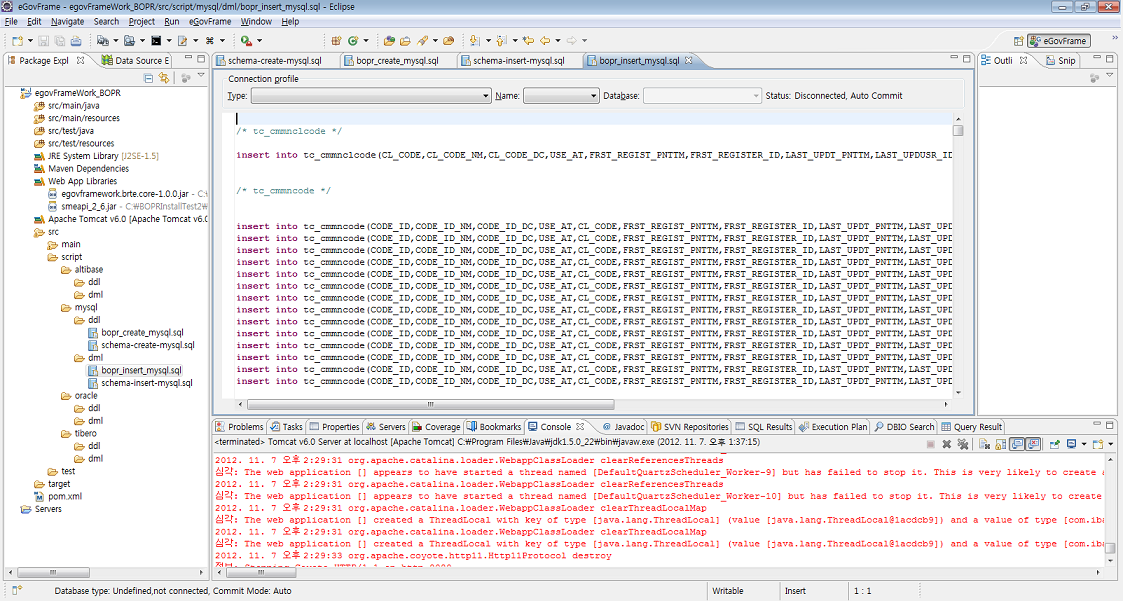 eGovFrame - egovFrameWork_BOPR/src/script/mysql/dml/bopr_insert_mysql.sql - Eclipse
File Edit Navigate Search Project Run eGovFrame Window Help
eGovFrame
Package Expl
Data Source E
egovFrameWork_BOPR
src/main/java
src/main/resources
src/test/java
src/test/resources
JRE System Library [J2SE-1.5]
Maven Dependencies
Web App Libraries
egovframework.brte.core-1.0.0.jar - C:
smeapi_2_6.jar - C:₩BOPRInstallTest2₩
Apache Tomcat v6.0 [Apache Tomcat v6.0
src
main
script
altibase
ddl
dml
mysql
ddl
bopr_create_mysql.sql
schema-create-mysql.sql
dml
bopr_insert_mysql.sql
schema-insert-mysql.sql
oracle
ddl
dml
tibero
ddl
dml
test
target
pom.xml
Servers
schema-create-mysql.sql
bopr_create_mysql.sql
schema-insert-mysql.sql
bopr_insert_mysql.sql
Connection profile
Type: Name: Database: Status: Disconnected, Auto Commit
/* tc_cmmnclcode */
insert into tc_cmmnclcode(CL_CODE,CL_CODE_NM,CL_CODE_DC,USE_AT,FRST_REGIST_PNTTM,FRST_REGISTER_ID,LAST_UPDT_PNTTM,LAST_UPDUSR_ID
/* tc_cmmncode */
insert into tc_cmmncode(CODE_ID,CODE_ID_NM,CODE_ID_DC,USE_AT,CL_CODE,FRST_REGIST_PNTTM,FRST_REGISTER_ID,LAST_UPDT_PNTTM,LAST_UPD
insert into tc_cmmncode(CODE_ID,CODE_ID_NM,CODE_ID_DC,USE_AT,CL_CODE,FRST_REGIST_PNTTM,FRST_REGISTER_ID,LAST_UPDT_PNTTM,LAST_UPD
insert into tc_cmmncode(CODE_ID,CODE_ID_NM,CODE_ID_DC,USE_AT,CL_CODE,FRST_REGIST_PNTTM,FRST_REGISTER_ID,LAST_UPDT_PNTTM,LAST_UPD
insert into tc_cmmncode(CODE_ID,CODE_ID_NM,CODE_ID_DC,USE_AT,CL_CODE,FRST_REGIST_PNTTM,FRST_REGISTER_ID,LAST_UPDT_PNTTM,LAST_UPD
insert into tc_cmmncode(CODE_ID,CODE_ID_NM,CODE_ID_DC,USE_AT,CL_CODE,FRST_REGIST_PNTTM,FRST_REGISTER_ID,LAST_UPDT_PNTTM,LAST_UPD
insert into tc_cmmncode(CODE_ID,CODE_ID_NM,CODE_ID_DC,USE_AT,CL_CODE,FRST_REGIST_PNTTM,FRST_REGISTER_ID,LAST_UPDT_PNTTM,LAST_UPD
insert into tc_cmmncode(CODE_ID,CODE_ID_NM,CODE_ID_DC,USE_AT,CL_CODE,FRST_REGIST_PNTTM,FRST_REGISTER_ID,LAST_UPDT_PNTTM,LAST_UPD
insert into tc_cmmncode(CODE_ID,CODE_ID_NM,CODE_ID_DC,USE_AT,CL_CODE,FRST_REGIST_PNTTM,FRST_REGISTER_ID,LAST_UPDT_PNTTM,LAST_UPD
insert into tc_cmmncode(CODE_ID,CODE_ID_NM,CODE_ID_DC,USE_AT,CL_CODE,FRST_REGIST_PNTTM,FRST_REGISTER_ID,LAST_UPDT_PNTTM,LAST_UPD
insert into tc_cmmncode(CODE_ID,CODE_ID_NM,CODE_ID_DC,USE_AT,CL_CODE,FRST_REGIST_PNTTM,FRST_REGISTER_ID,LAST_UPDT_PNTTM,LAST_UPD
insert into tc_cmmncode(CODE_ID,CODE_ID_NM,CODE_ID_DC,USE_AT,CL_CODE,FRST_REGIST_PNTTM,FRST_REGISTER_ID,LAST_UPDT_PNTTM,LAST_UPD
insert into tc_cmmncode(CODE_ID,CODE_ID_NM,CODE_ID_DC,USE_AT,CL_CODE,FRST_REGIST_PNTTM,FRST_REGISTER_ID,LAST_UPDT_PNTTM,LAST_UPD
insert into tc_cmmncode(CODE_ID,CODE_ID_NM,CODE_ID_DC,USE_AT,CL_CODE,FRST_REGIST_PNTTM,FRST_REGISTER_ID,LAST_UPDT_PNTTM,LAST_UPD
insert into tc_cmmncode(CODE_ID,CODE_ID_NM,CODE_ID_DC,USE_AT,CL_CODE,FRST_REGIST_PNTTM,FRST_REGISTER_ID,LAST_UPDT_PNTTM,LAST_UPD
Outli
Snip
Problems Tasks Properties Servers Coverage Bookmarks Console Javadoc SVN Repositories SQL Results Execution Plan DBIO Search Query Result
<terminated> Tomcat v6.0 Server at localhost [Apache Tomcat] C:₩Program Files₩Java₩jdk1.5.0_22₩bin₩javaw.exe (2012. 11. 7. 오후 1:37:15)
2012. 11. 7 오후 2:29:31 org.apache.catalina.loader.WebappClassLoader clearReferencesThreads
심각: The web application [] appears to have started a thread named [DefaultQuartzScheduler_Worker-9] but has failed to stop it. This is very likely to create a
2012. 11. 7 오후 2:29:31 org.apache.catalina.loader.WebappClassLoader clearReferencesThreads
심각: The web application [] appears to have started a thread named [DefaultQuartzScheduler_Worker-10] but has failed to stop it. This is very likely to create
2012. 11. 7 오후 2:29:31 org.apache.catalina.loader.WebappClassLoader clearThreadLocalMap
심각: The web application [] created a ThreadLocal with key of type [java.lang.ThreadLocal] (value [java.lang.ThreadLocal@1acdcb9]) and a value of type [com.iba
2012. 11. 7 오후 2:29:31 org.apache.catalina.loader.WebappClassLoader clearThreadLocalMap
심각: The web application [] created a ThreadLocal with key of type [java.lang.ThreadLocal] (value [java.lang.ThreadLocal@1acdcb9]) and a value of type [com.iba
2012. 11. 7 오후 2:29:33 org.apache.coyote.http11.Http11Protocol destroy
Database type: Undefined,not connected, Commit Mode: Auto
Writable
Insert
1 : 1